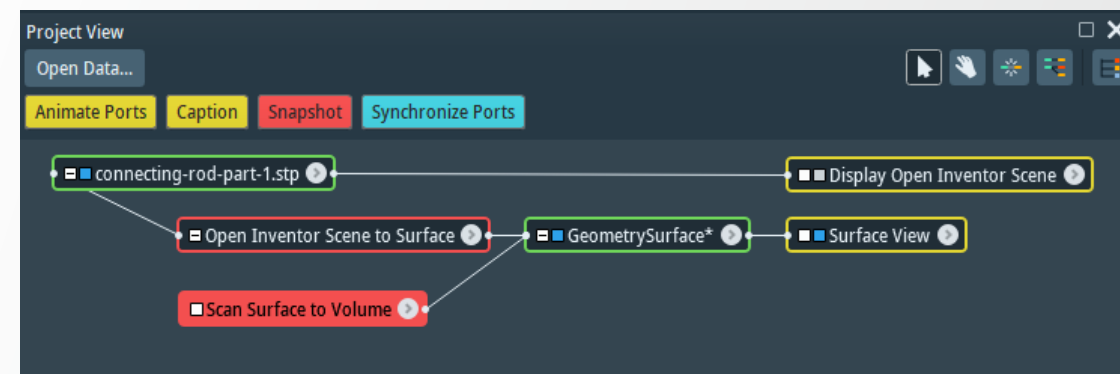 Project View
Open Data...
Animate Ports Caption Snapshot Synchronize Ports
connecting-rod-part-1.stp Display Open Inventor Scene
Open Inventor Scene to Surface GeometrySurface* Surface View
Scan Surface to Volume